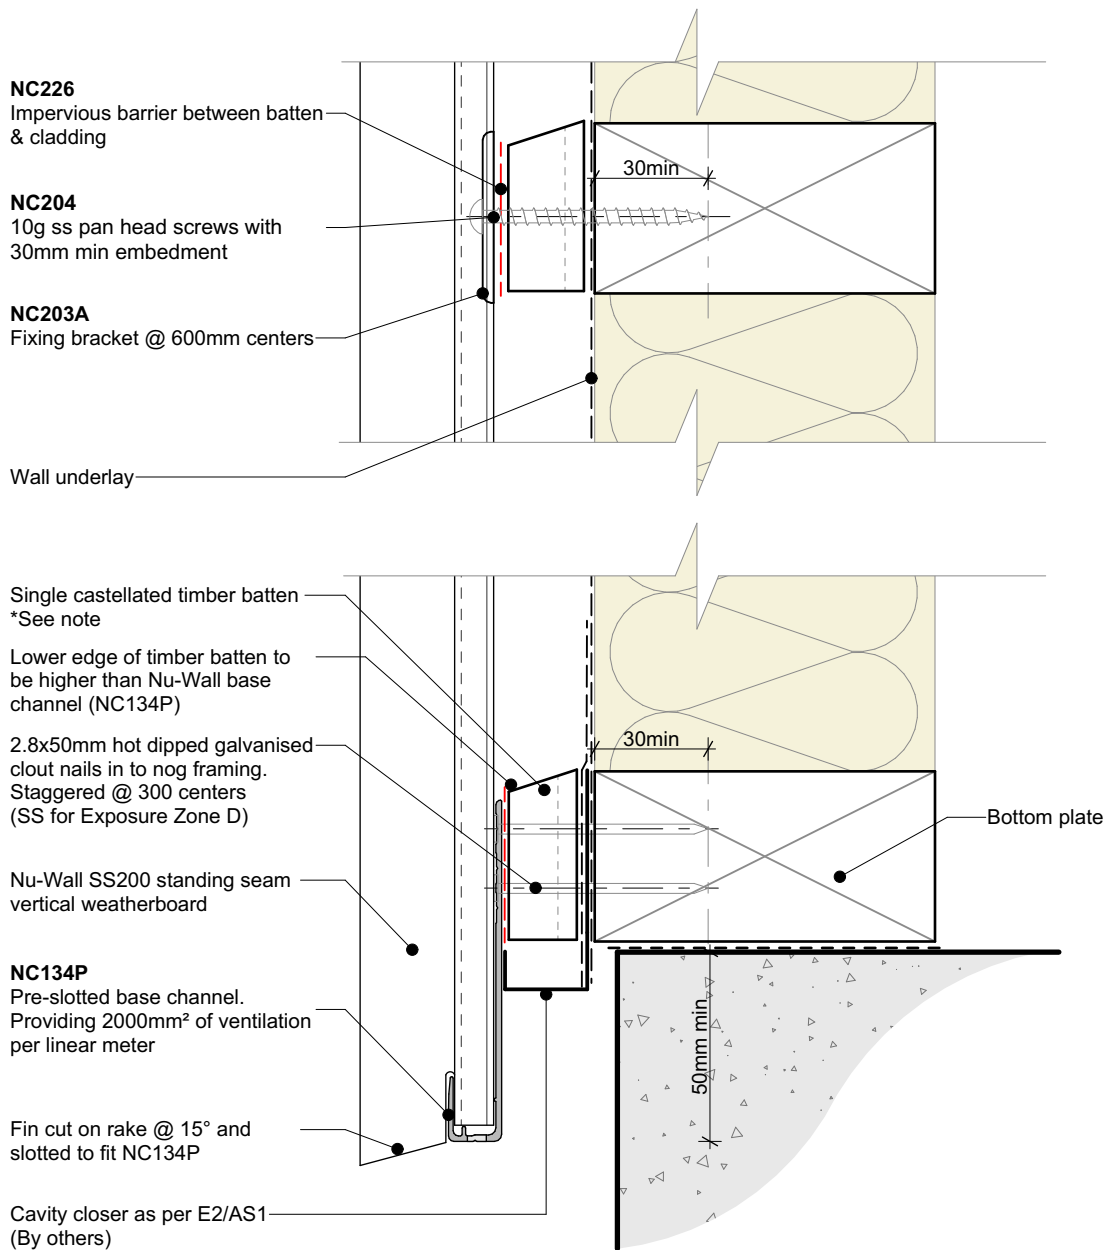 NC226
Impervious barrier between batten
& cladding
30min
NC204
10g ss pan head screws with
30mm min embedment
NC203A
Fixing bracket @ 600mm centers
Wall underlay
Single castellated timber batten
*See note
Lower edge of timber batten to
be higher than Nu-Wall base
channel (NC134P)
2.8x50mm hot dipped galvanised
clout nails in to nog framing.
Staggered @ 300 centers
(SS for Exposure Zone D)
30min
Bottom plate
Nu-Wall SS200 standing seam
vertical weatherboard
NC134P
Pre-slotted base channel.
Providing 2000mm² of ventilation
per linear meter
50mm min
Fin cut on rake @ 15° and
slotted to fit NC134P
Cavity closer as per E2/AS1
(By others)